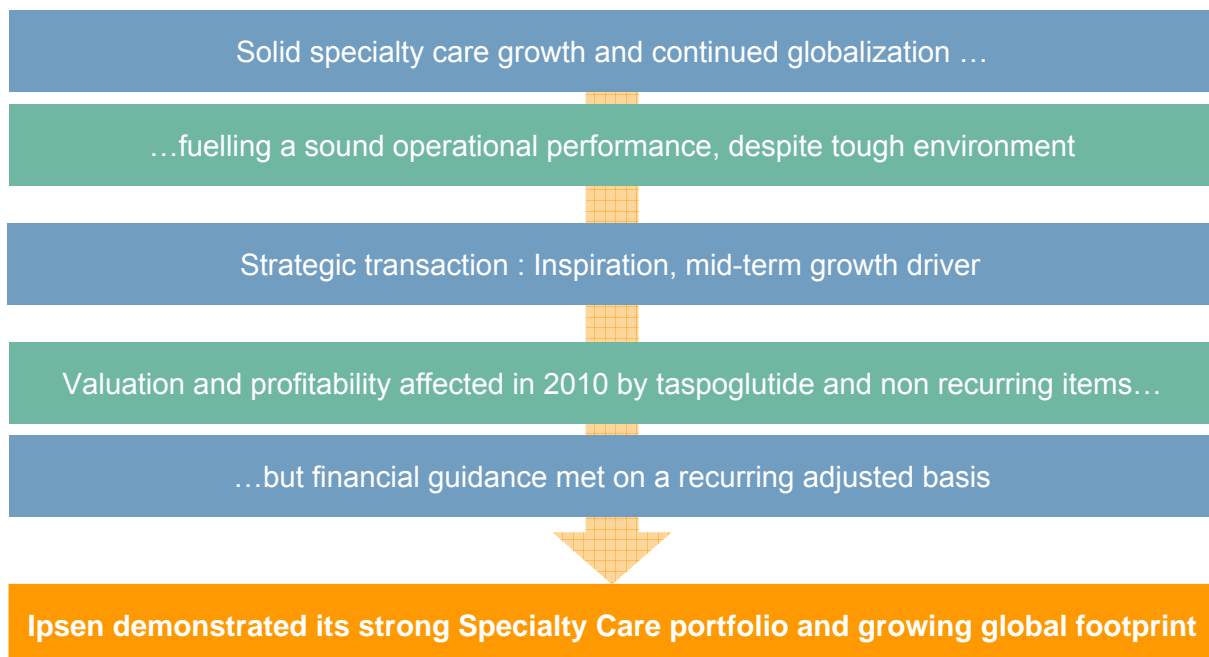 Solid specialty care growth and continued globalization …
…fuelling a sound operational performance, despite tough environment
Strategic transaction : Inspiration, mid-term growth driver
Valuation and profitability affected in 2010 by taspoglutide and non recurring items…
…but financial guidance met on a recurring adjusted basis
Ipsen demonstrated its strong Specialty Care portfolio and growing global footprint